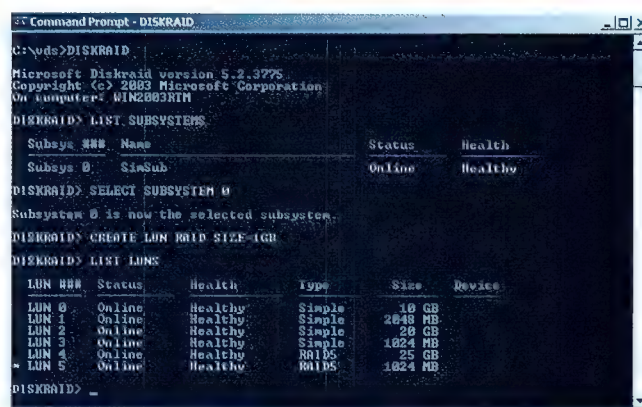 Command Prompt - DISKRAID
C:\vds>DISKRAID
Microsoft Diskraid version 5.2.3775
Copyright (c) 2003 Microsoft Corporation
On computer: WIN2003RTM
DISKRAID> LIST SUBSYSTEMS
Subsys ### Name Status Health
Subsys 0 SimSub Online Healthy
DISKRAID> SELECT SUBSYSTEM 0
Subsystem 0 is now the selected subsystem.
DISKRAID> CREATE LUN RAID SIZE=1GB
DISKRAID> LIST LUNS
LUN ### Status Health Type Size Device
LUN 0 Online Healthy Simple 10 GB
LUN 1 Online Healthy Simple 2048 MB
LUN 2 Online Healthy Simple 20 GB
LUN 3 Online Healthy Simple 1024 MB
LUN 4 Online Healthy RAID5 25 GB
* LUN 5 Online Healthy RAID5 1024 MB
DISKRAID> _